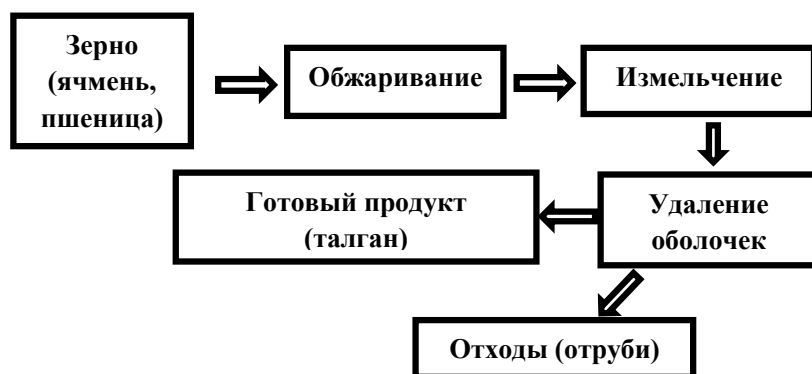 Зерно
(ячмень,
пшеница)
Обжаривание
Измельчение
Удаление
оболочек
Готовый продукт
(талган)
Отходы (отруби)